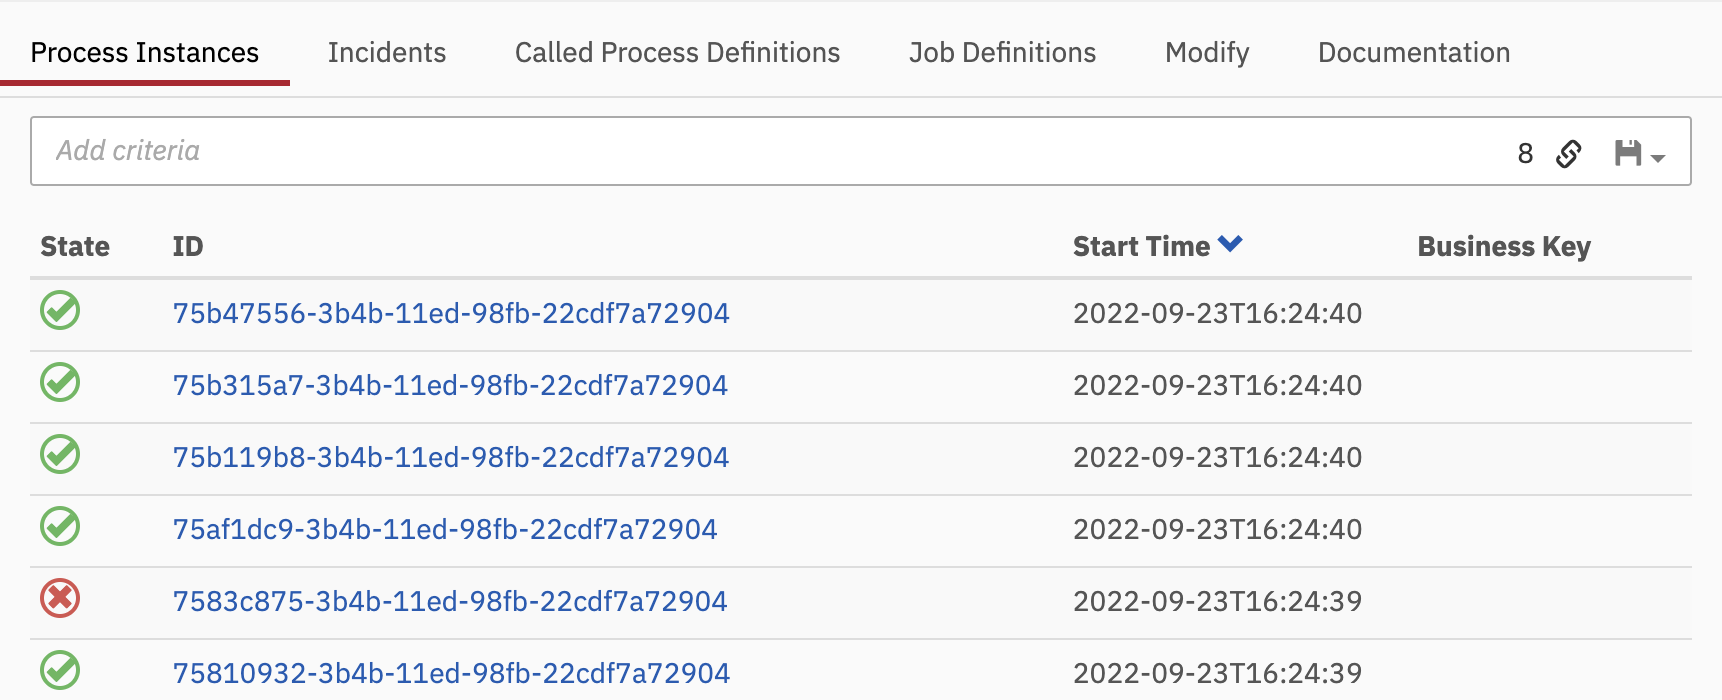 Process Instances Incidents Called Process Definitions Job Definitions Modify Documentation
Add criteria 8
State ID Start Time Business Key
75b47556-3b4b-11ed-98fb-22cdf7a72904 2022-09-23T16:24:40
75b315a7-3b4b-11ed-98fb-22cdf7a72904 2022-09-23T16:24:40
75b119b8-3b4b-11ed-98fb-22cdf7a72904 2022-09-23T16:24:40
75af1dc9-3b4b-11ed-98fb-22cdf7a72904 2022-09-23T16:24:40
7583c875-3b4b-11ed-98fb-22cdf7a72904 2022-09-23T16:24:39
75810932-3b4b-11ed-98fb-22cdf7a72904 2022-09-23T16:24:39